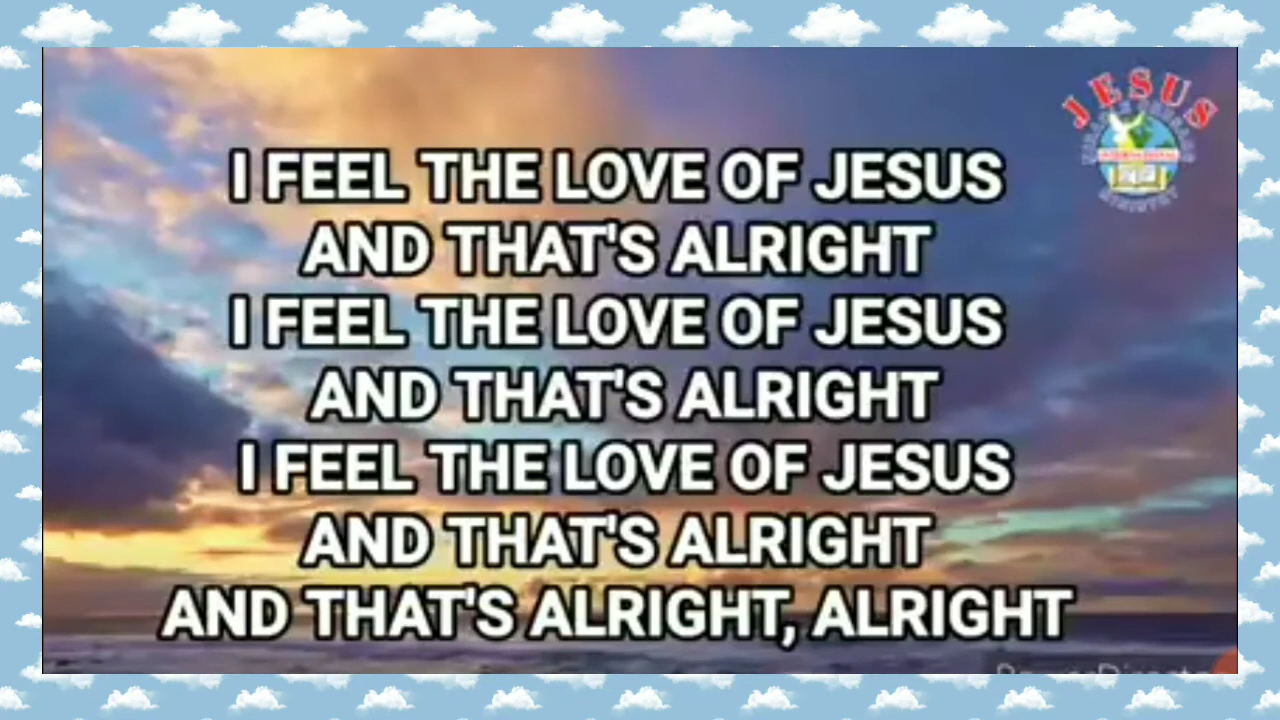 JESUS
I FEEL THE LOVE OF JESUS
AND THAT'S ALRIGHT
I FEEL THE LOVE OF JESUS
AND THAT'S ALRIGHT
I FEEL THE LOVE OF JESUS
AND THAT'S ALRIGHT
AND THAT'S ALRIGHT, ALRIGHT
MINISTRY